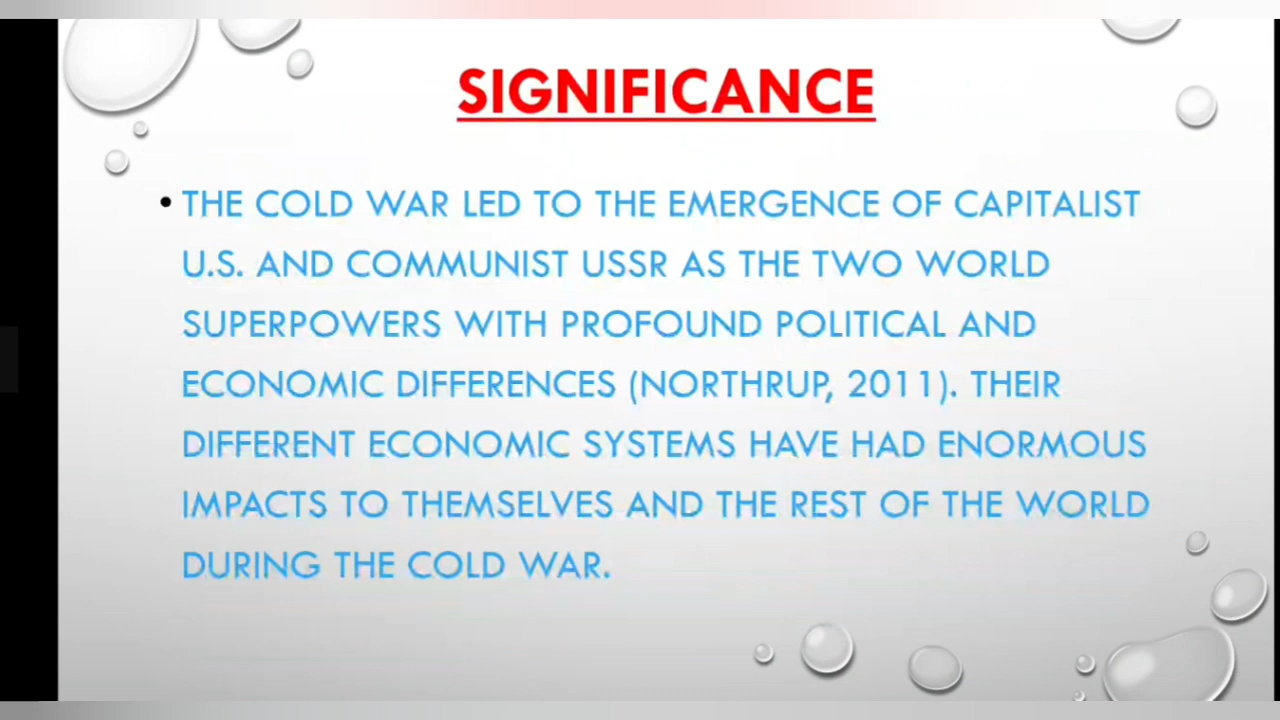 SIGNIFICANCE
• THE COLD WAR LED TO THE EMERGENCE OF CAPITALIST
U.S. AND COMMUNIST USSR AS THE TWO WORLD
SUPERPOWERS WITH PROFOUND POLITICAL AND
ECONOMIC DIFFERENCES (NORTHRUP, 2011). THEIR
DIFFERENT ECONOMIC SYSTEMS HAVE HAD ENORMOUS
IMPACTS TO THEMSELVES AND THE REST OF THE WORLD
DURING THE COLD WAR.